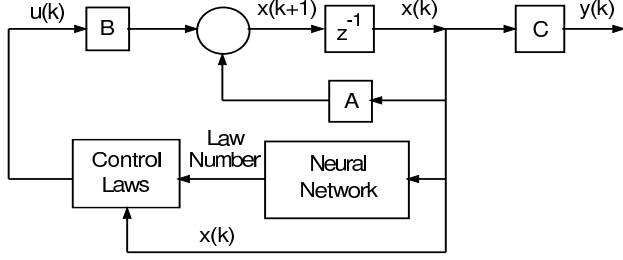 u(k)
B
x(k+1)
z-1
x(k)
C
y(k)
A
Law
Number
Control
Laws
Neural
Network
x(k)